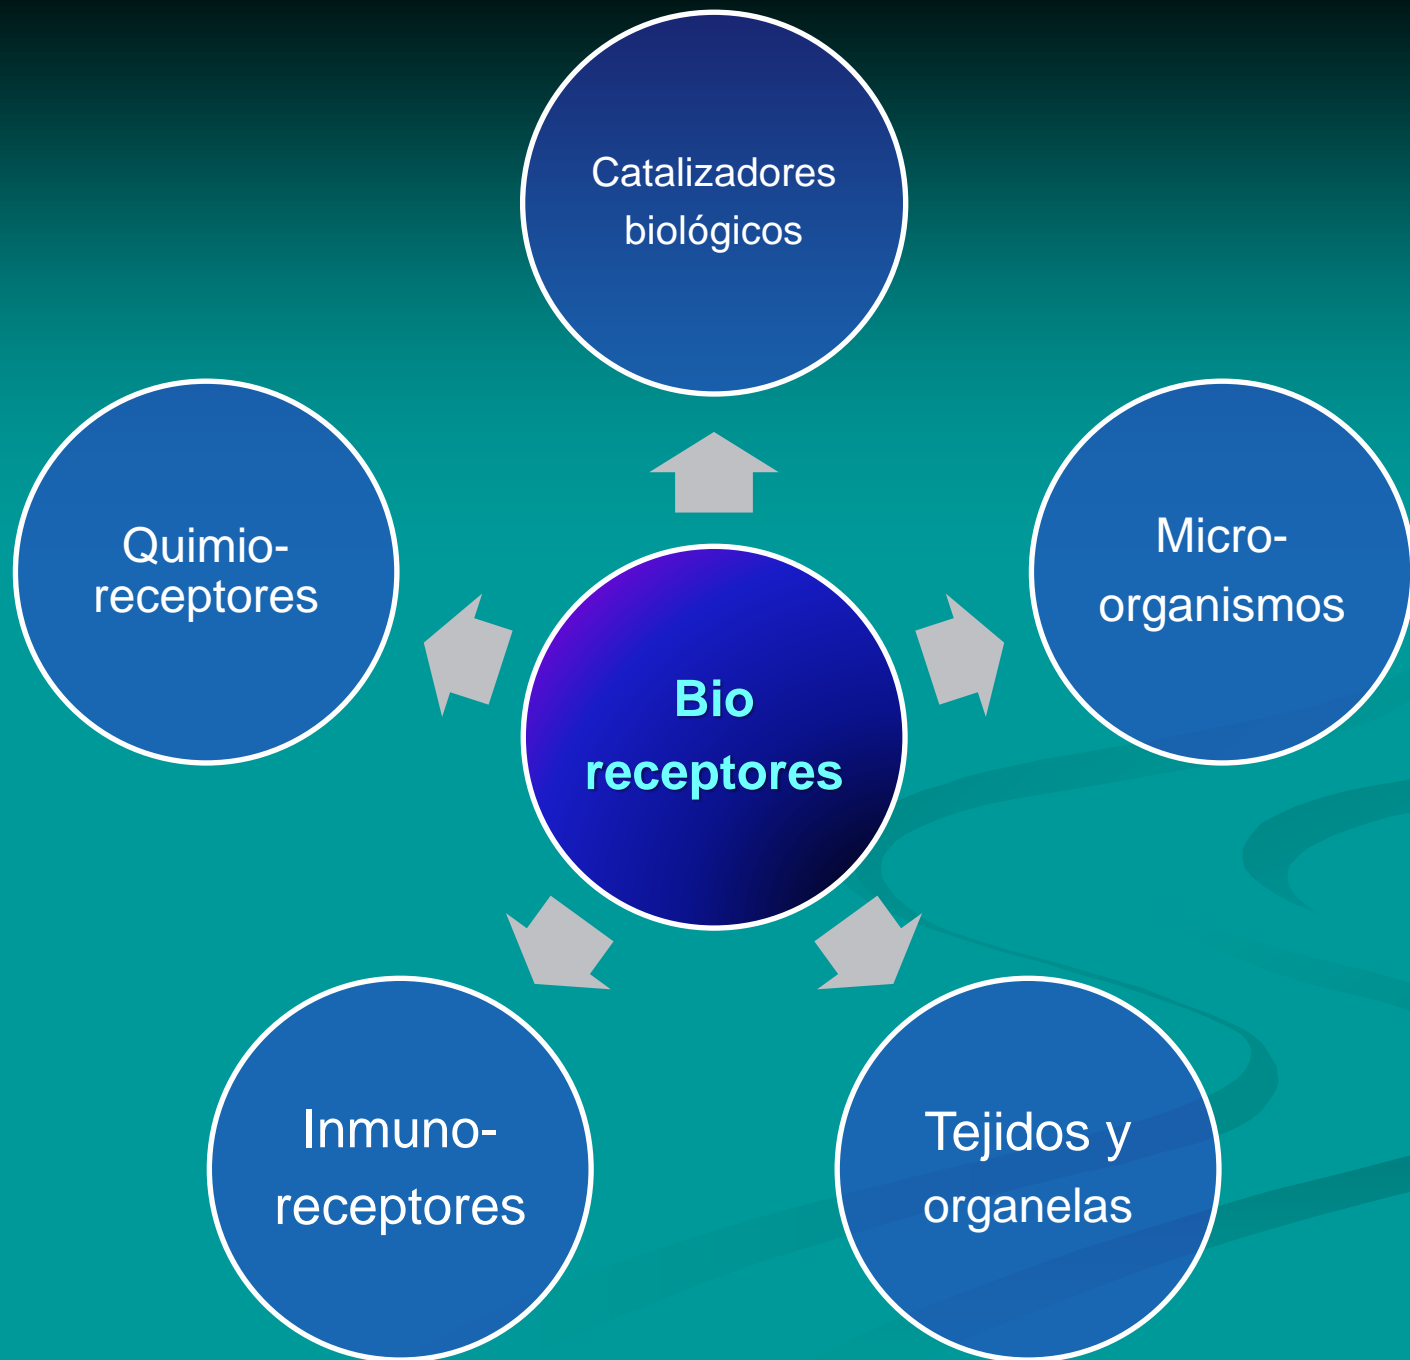 Catalizadores
biológicos
Quimio-
receptores
Micro-
organismos
Bio
receptores
Inmuno-
receptores
Tejidos y
organelas